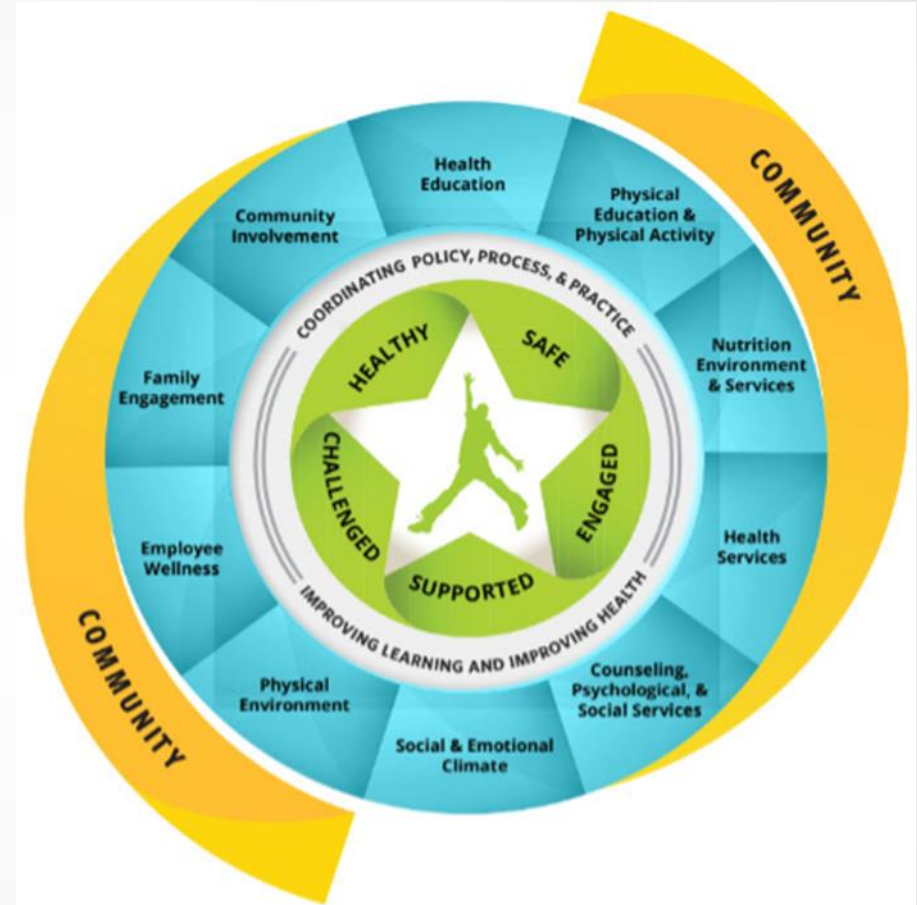 COMMUNITY
Health
Education
Physical
Education &
Physical Activity
Nutrition
Environment
& Services
Health
Services
Counseling,
Psychological, &
Social Services
Social & Emotional
Climate
Physical
Environment
Employee
Wellness
Family
Engagement
Community
Involvement
COORDINATING POLICY, PROCESS, & PRACTICE
IMPROVING LEARNING AND IMPROVING HEALTH
HEALTHY
SAFE
ENGAGED
SUPPORTED
CHALLENGED
COMMUNITY